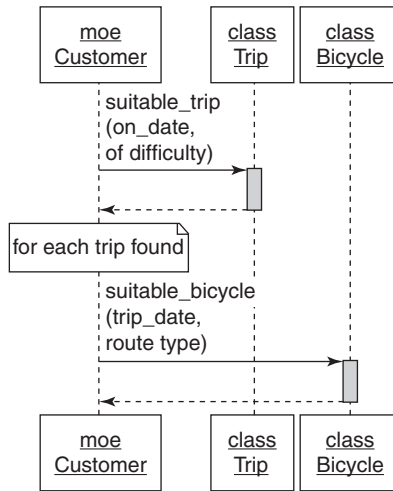 moe
Customer
class
Trip
class
Bicycle
suitable_trip
(on_date,
of difficulty)
for each trip found
suitable_bicycle
(trip_date,
route type)
moe
Customer
class
Trip
class
Bicycle